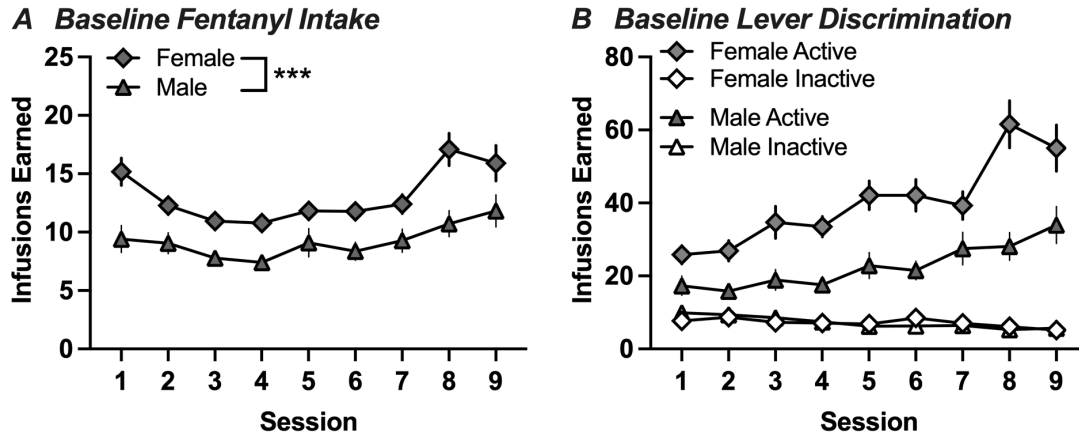 A Baseline Fentanyl Intake
25
20
15
10
5
0
Infusions Earned
Female
Male
***
1 2 3 4 5 6 7 8 9
Session
B Baseline Lever Discrimination
80
60
40
20
0
Infusions Earned
Female Active
Female Inactive
Male Active
Male Inactive
1 2 3 4 5 6 7 8 9
Session